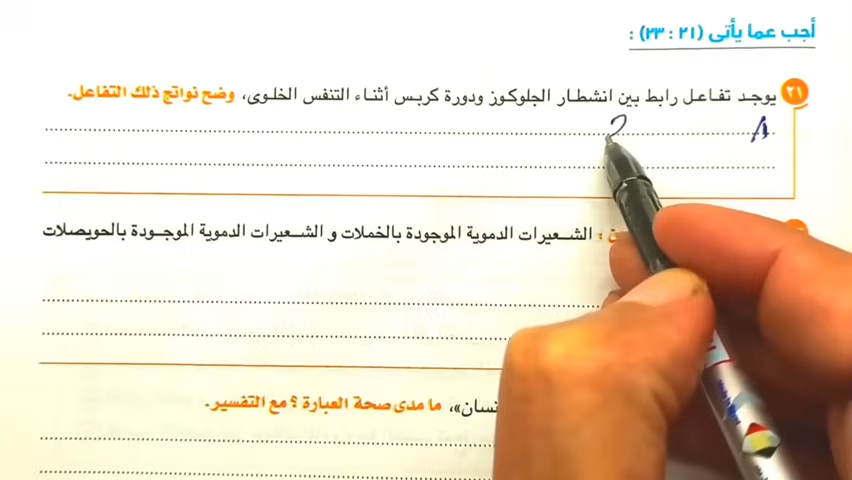 أجب عما يأتى (٢١ : ٢٣) :
٢١ يوجد تفاعل رابط بين انشطار الجلوكوز ودورة كربس أثناء التنفس الخلوى، وضح نواتج ذلك التفاعل.
2 A
: الشعيرات الدموية الموجودة بالخملات و الشعيرات الدموية الموجودة بالحويصلات
نسان»، ما مدى صحة العبارة ؟ مع التفسير.